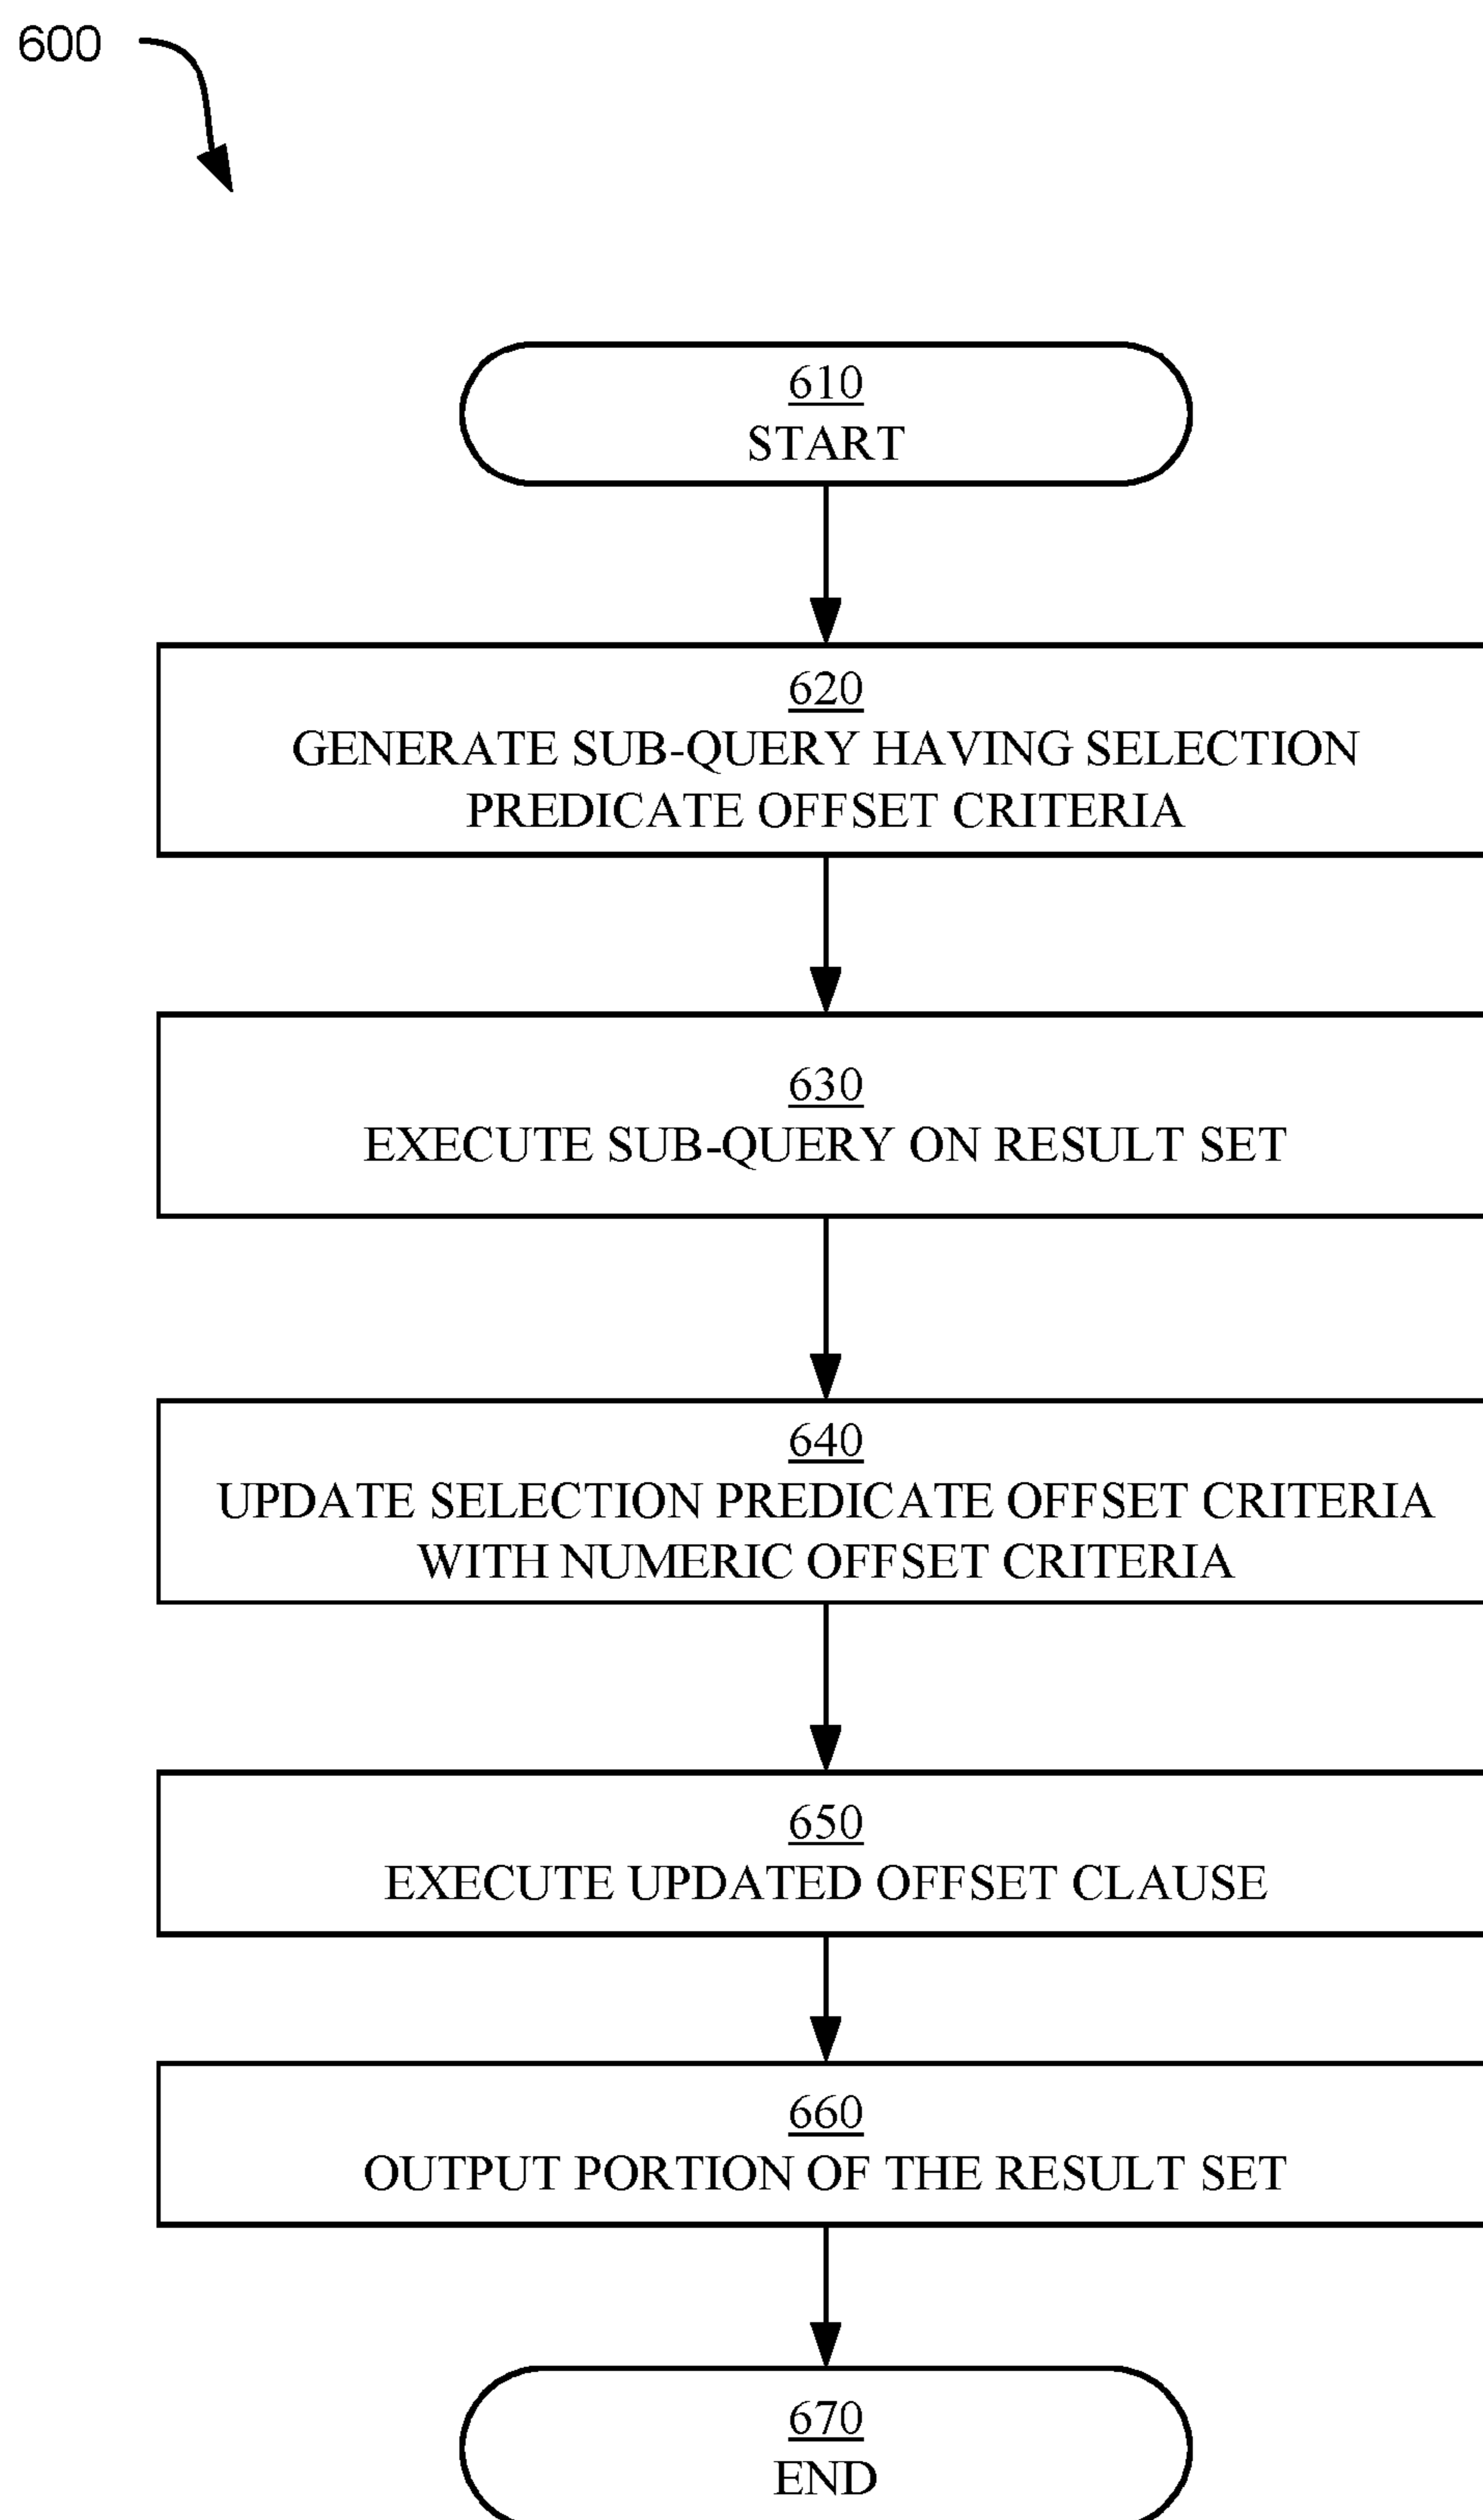 600
610
START
620
GENERATE SUB-QUERY HAVING SELECTION
PREDICATE OFFSET CRITERIA
630
EXECUTE SUB-QUERY ON RESULT SET
640
UPDATE SELECTION PREDICATE OFFSET CRITERIA
WITH NUMERIC OFFSET CRITERIA
650
EXECUTE UPDATED OFFSET CLAUSE
660
OUTPUT PORTION OF THE RESULT SET
670
END